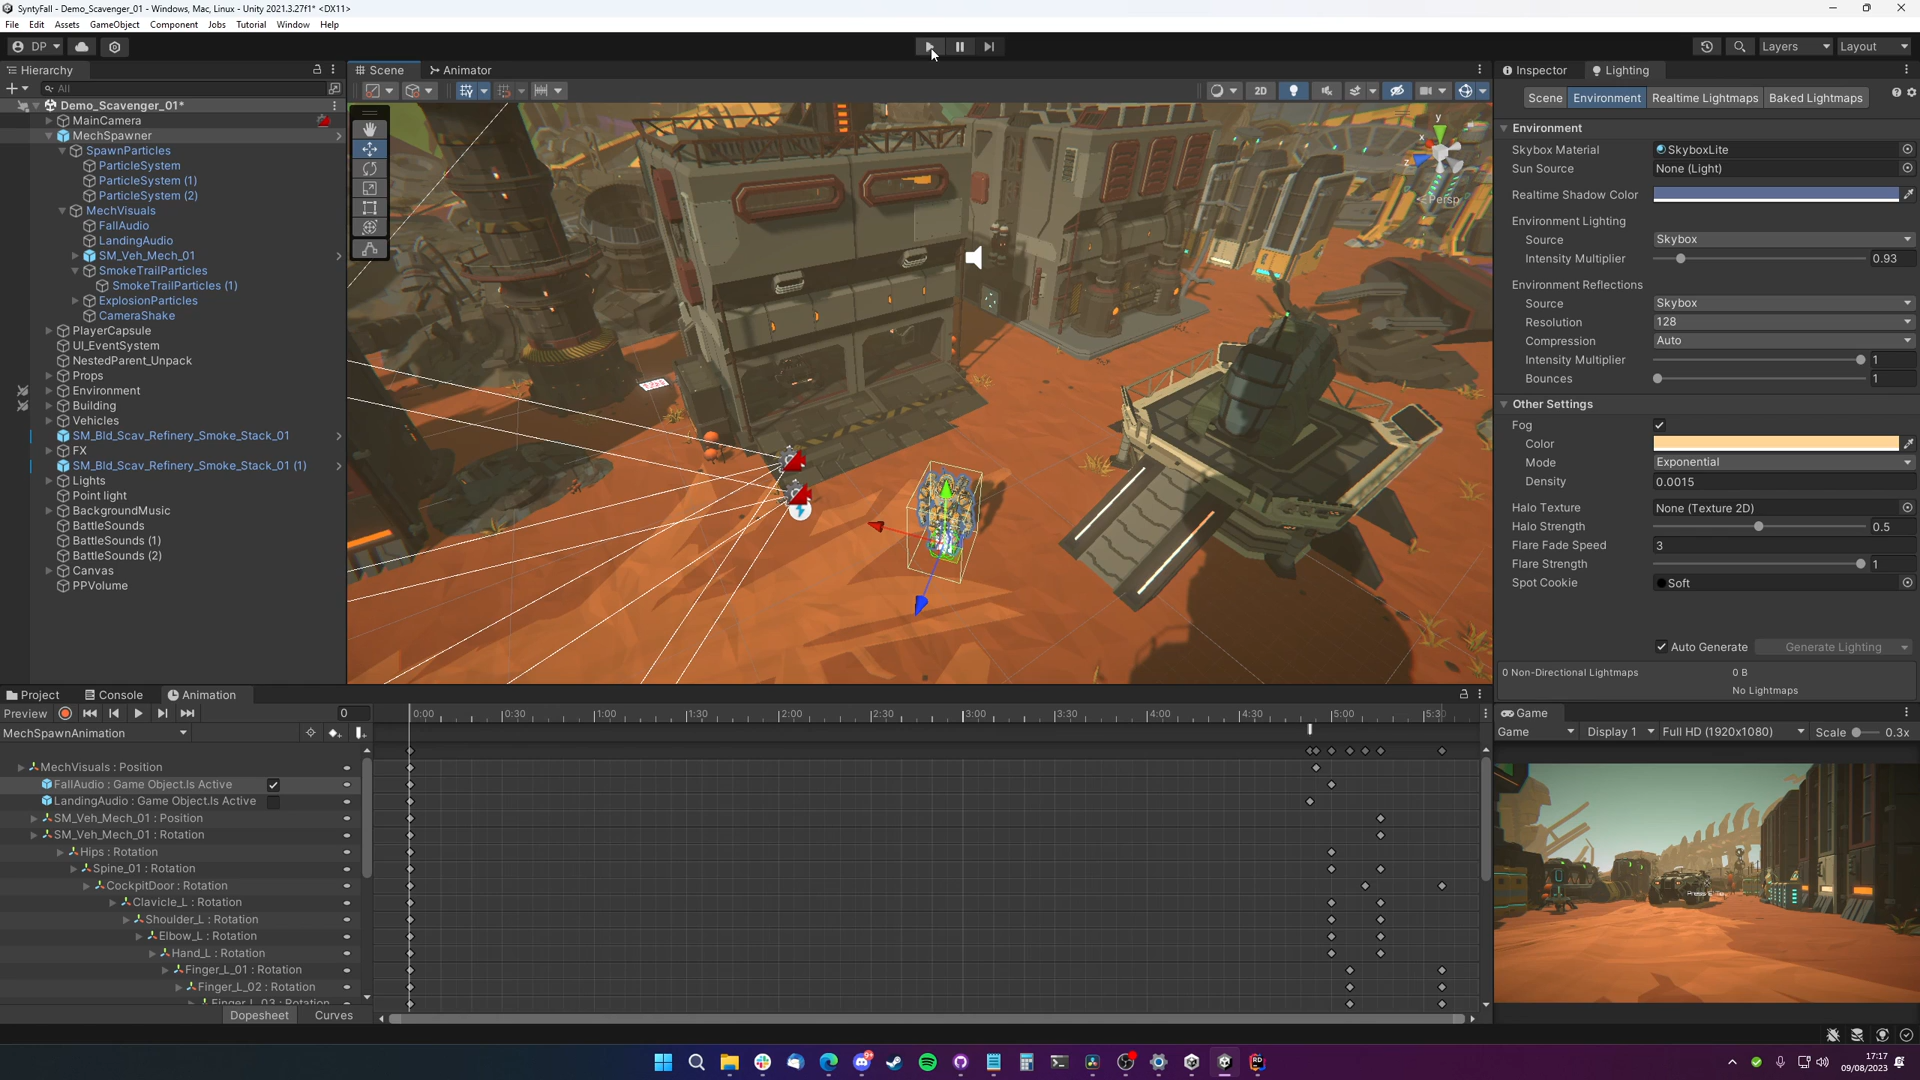 SyntyFall - Demo_Scavenger_01 - Windows, Mac, Linux - Unity 2021.3.27f1* <DX11>
File Edit Assets GameObject Component Jobs Tutorial Window Help
DP Layers Layout
Hierarchy
All
Demo_Scavenger_01*
MainCamera
MechSpawner
SpawnParticles
ParticleSystem
ParticleSystem (1)
ParticleSystem (2)
MechVisuals
FallAudio
LandingAudio
SM_Veh_Mech_01
SmokeTrailParticles
SmokeTrailParticles (1)
ExplosionParticles
CameraShake
PlayerCapsule
UI_EventSystem
NestedParent_Unpack
Props
Environment
Building
Vehicles
SM_Bld_Scav_Refinery_Smoke_Stack_01
FX
SM_Bld_Scav_Refinery_Smoke_Stack_01 (1)
Lights
Point light
BackgroundMusic
BattleSounds
BattleSounds (1)
BattleSounds (2)
Canvas
PPVolume
Scene Animator
2D
y
x
z
Persp
Inspector Lighting
Scene Environment Realtime Lightmaps Baked Lightmaps
Environment
Skybox Material SkyboxLite
Sun Source None (Light)
Realtime Shadow Color
Environment Lighting
Source Skybox
Intensity Multiplier 0.93
Environment Reflections
Source Skybox
Resolution 128
Compression Auto
Intensity Multiplier 1
Bounces 1
Other Settings
Fog
Color
Mode Exponential
Density 0.0015
Halo Texture None (Texture 2D)
Halo Strength 0.5
Flare Fade Speed 3
Flare Strength 1
Spot Cookie Soft
Auto Generate Generate Lighting
0 Non-Directional Lightmaps 0 B
No Lightmaps
Project Console Animation
Preview 0
0:00 0:30 1:00 1:30 2:00 2:30 3:00 3:30 4:00 4:30 5:00 5:30
MechSpawnAnimation
MechVisuals : Position
FallAudio : Game Object.Is Active
LandingAudio : Game Object.Is Active
SM_Veh_Mech_01 : Position
SM_Veh_Mech_01 : Rotation
Hips : Rotation
Spine_01 : Rotation
CockpitDoor : Rotation
Clavicle_L : Rotation
Shoulder_L : Rotation
Elbow_L : Rotation
Hand_L : Rotation
Finger_L_01 : Rotation
Finger_L_02 : Rotation
Finger_L_03 : Rotation
Dopesheet Curves
Game
Game Display 1 Full HD (1920x1080) Scale 0.3x
17:17
09/08/2023